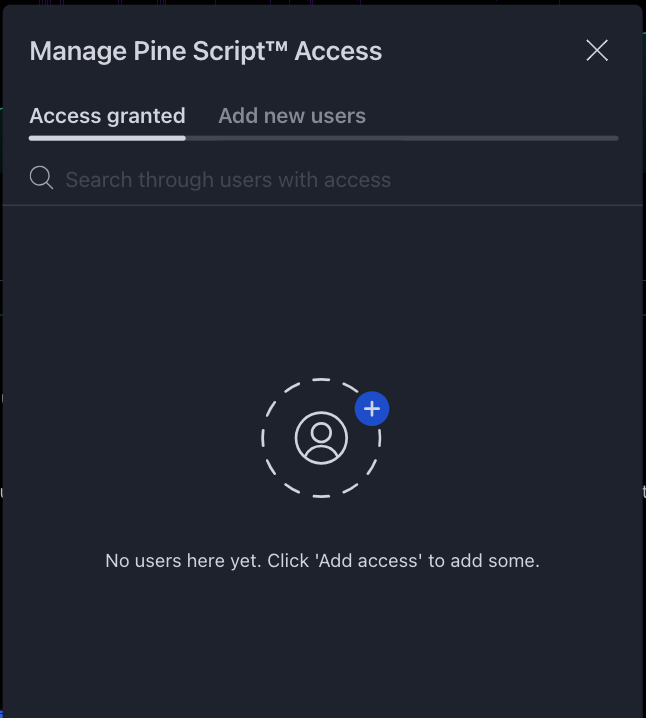 Manage Pine Script™ Access
Access granted
Add new users
Search through users with access
No users here yet. Click 'Add access' to add some.